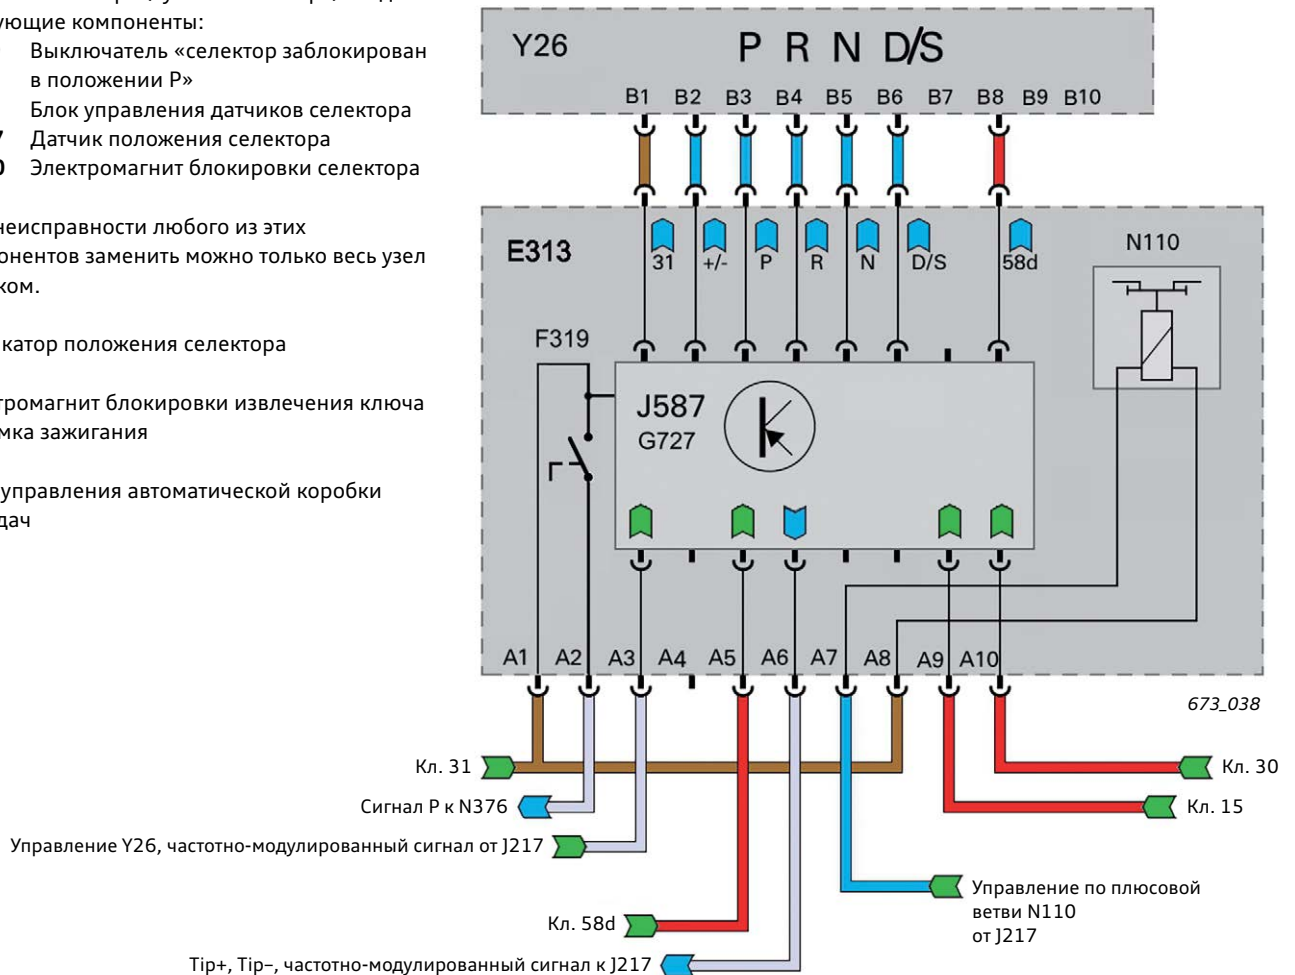 ующие компоненты:
Выключатель «селектор заблокирован
в положении P»
Блок управления датчиков селектора
7 Датчик положения селектора
0 Электромагнит блокировки селектора
неисправности любого из этих
онентов заменить можно только весь узел
ком.
катор положения селектора
тромагнит блокировки извлечения ключа
мка зажигания
управления автоматической коробки
дач
Y26 P R N D/S
B1 B2 B3 B4 B5 B6 B7 B8 B9 B10
E313
31 +/- P R N D/S 58d
N110
F319
J587
G727
A1 A2 A3 A4 A5 A6 A7 A8 A9 A10
673_038
Кл. 31
Кл. 30
Сигнал P к N376
Кл. 15
Управление Y26, частотно-модулированный сигнал от J217
Управление по плюсовой
ветви N110
от J217
Кл. 58d
Tip+, Tip–, частотно-модулированный сигнал к J217